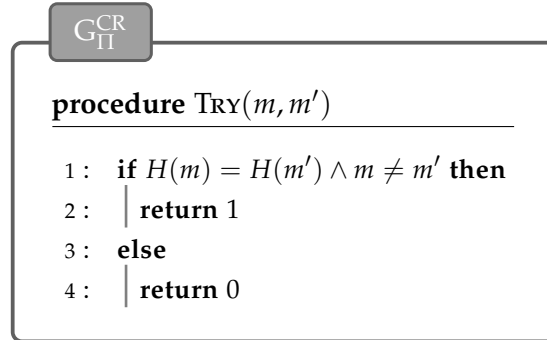 G^CR_Π
procedure TRY(m, m′)
1 : if H(m) = H(m′) ∧ m ≠ m′ then
2 : return 1
3 : else
4 : return 0